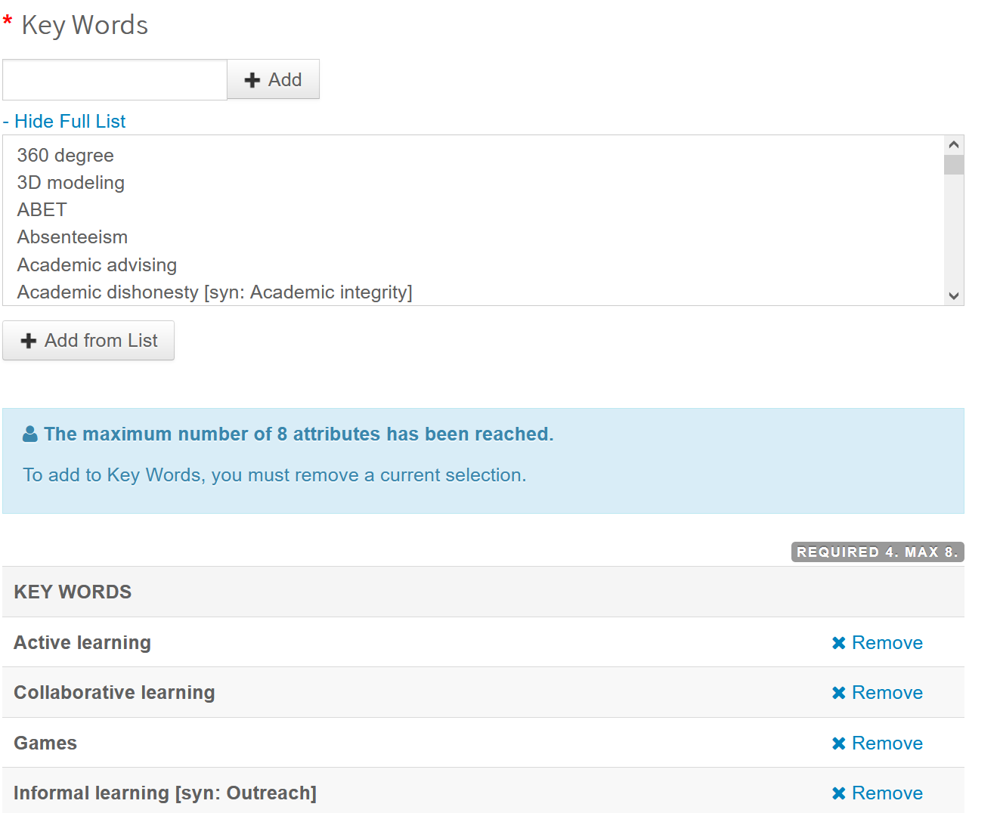 * Key Words
Add
- Hide Full List
360 degree
3D modeling
ABET
Absenteeism
Academic advising
Academic dishonesty [syn: Academic integrity]
Add from List
The maximum number of 8 attributes has been reached.
To add to Key Words, you must remove a current selection.
REQUIRED 4. MAX 8.
KEY WORDS
Active learning Remove
Collaborative learning Remove
Games Remove
Informal learning [syn: Outreach] Remove